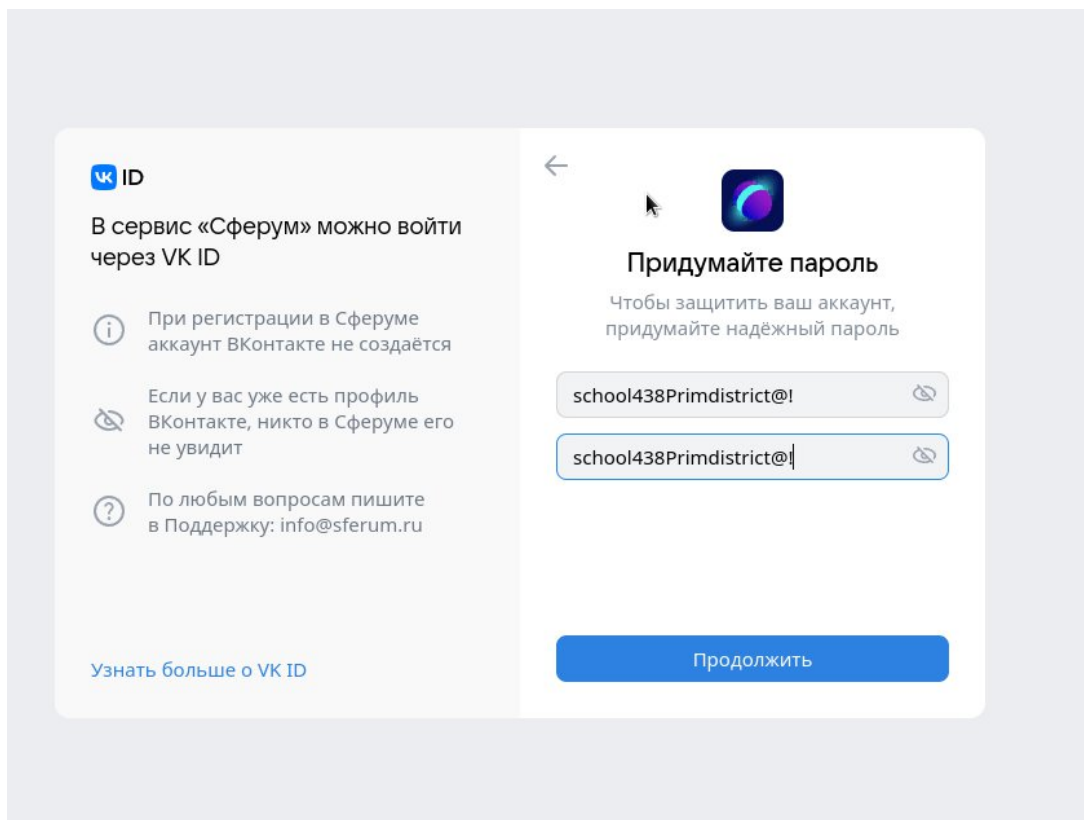 VK ID
В сервис «Сферум» можно войти
через VK ID
При регистрации в Сферуме
аккаунт ВКонтакте не создаётся
Если у вас уже есть профиль
ВКонтакте, никто в Сферуме его
не увидит
По любым вопросам пишите
в Поддержку: info@sferum.ru
Узнать больше о VK ID
Придумайте пароль
Чтобы защитить ваш аккаунт,
придумайте надёжный пароль
school438Primdistrict@!
school438Primdistrict@!
Продолжить